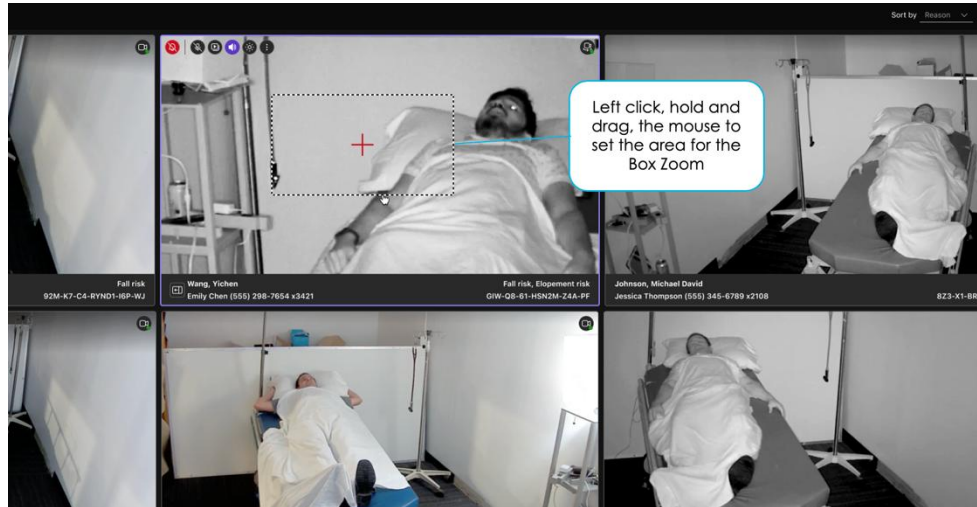 Sort by Reason
Left click, hold and
drag, the mouse to
set the area for the
Box Zoom
Fall risk
92M-K7-C4-RYND1-I6P-WJ
Wang, Yichen
Fall risk, Elopement risk
Emily Chen (555) 298-7654 x3421
GIW-Q8-61-HSN2M-Z4A-PF
Johnson, Michael David
Jessica Thompson (555) 345-6789 x2108
8Z3-X1-BR